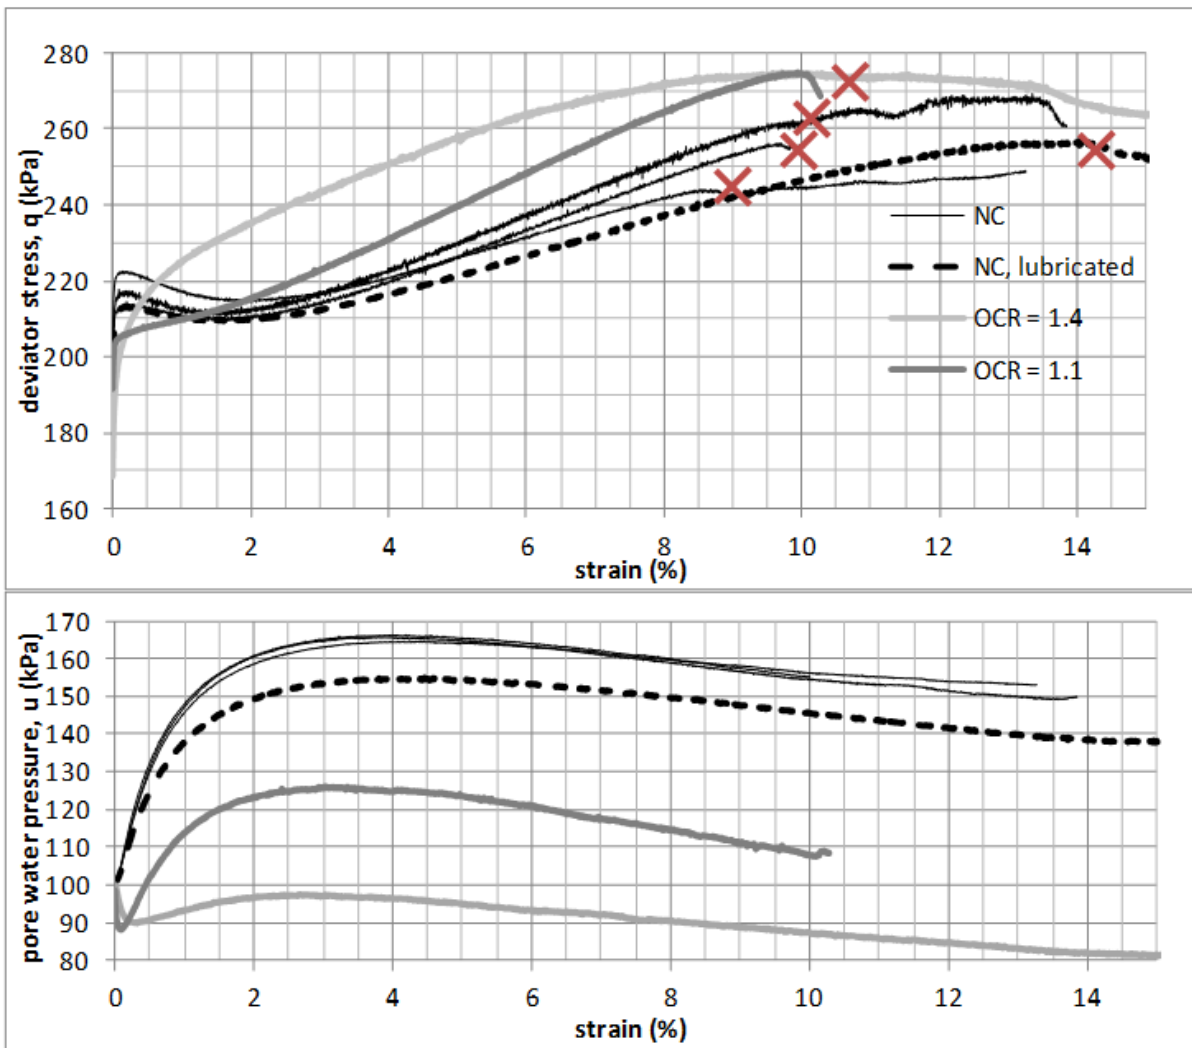 280
260
240
220
200
180
160
deviator stress, q (kPa)
NC
NC, lubricated
OCR = 1.4
OCR = 1.1
0 2 4 6 8 10 12 14
strain (%)
170
160
150
140
130
120
110
100
90
80
pore water pressure, u (kPa)
0 2 4 6 8 10 12 14
strain (%)